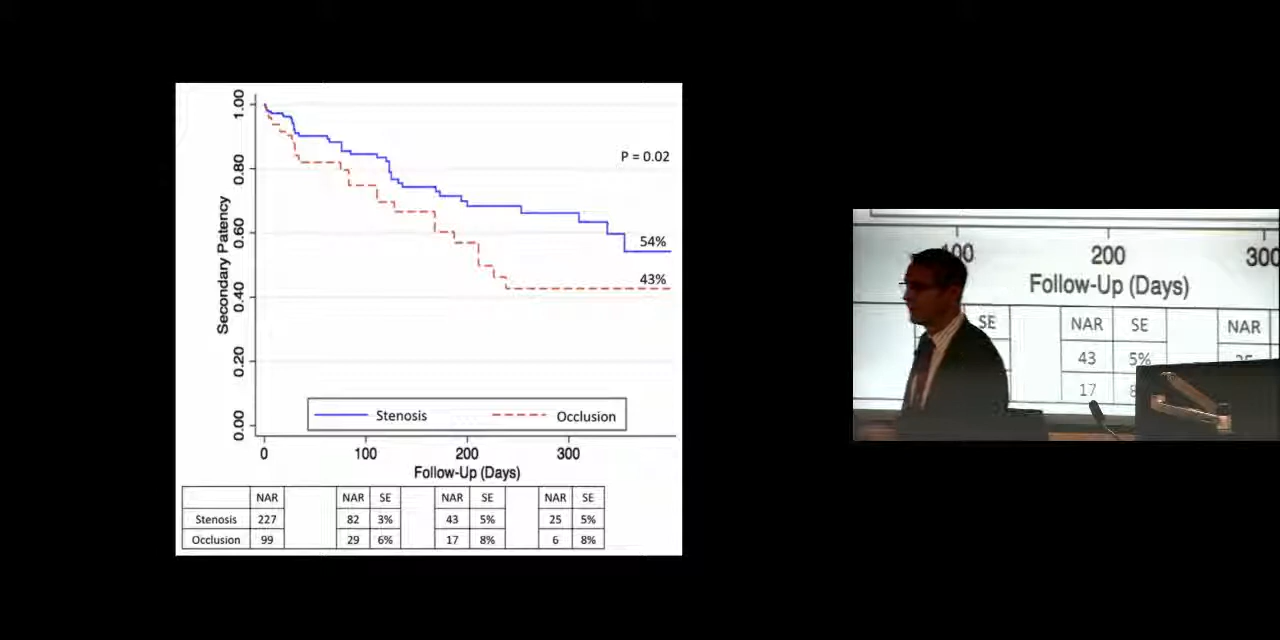 1.00
0.80
0.60
0.40
0.20
0.00
Secondary Patency
P = 0.02
54%
43%
Stenosis
Occlusion
0 100 200 300
Follow-Up (Days)
NAR NAR SE NAR SE NAR SE
Stenosis 227 82 3% 43 5% 25 5%
Occlusion 99 29 6% 17 8% 6 8%
100 200 300
Follow-Up (Days)
SE NAR SE NAR
43 5%
17